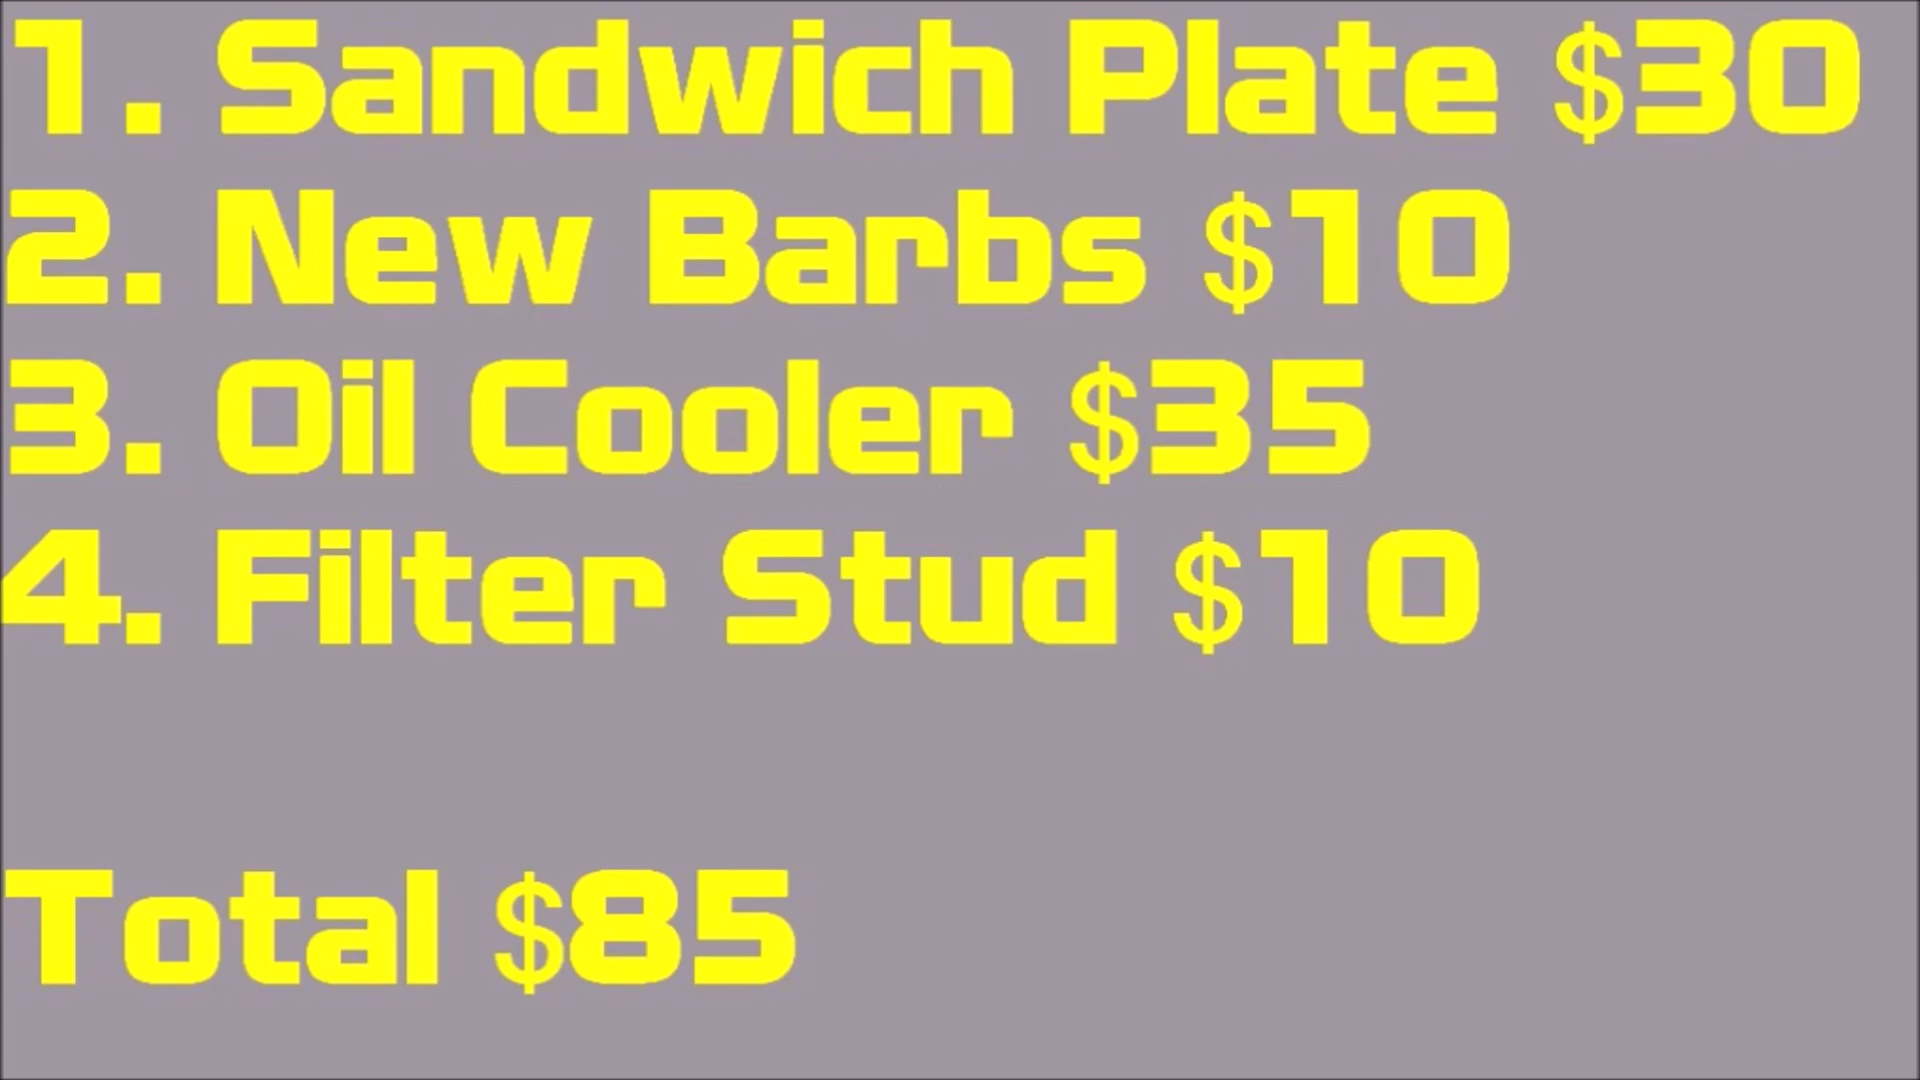 1. Sandwich Plate $30
2. New Barbs $10
3. Oil Cooler $35
4. Filter Stud $10
Total $85